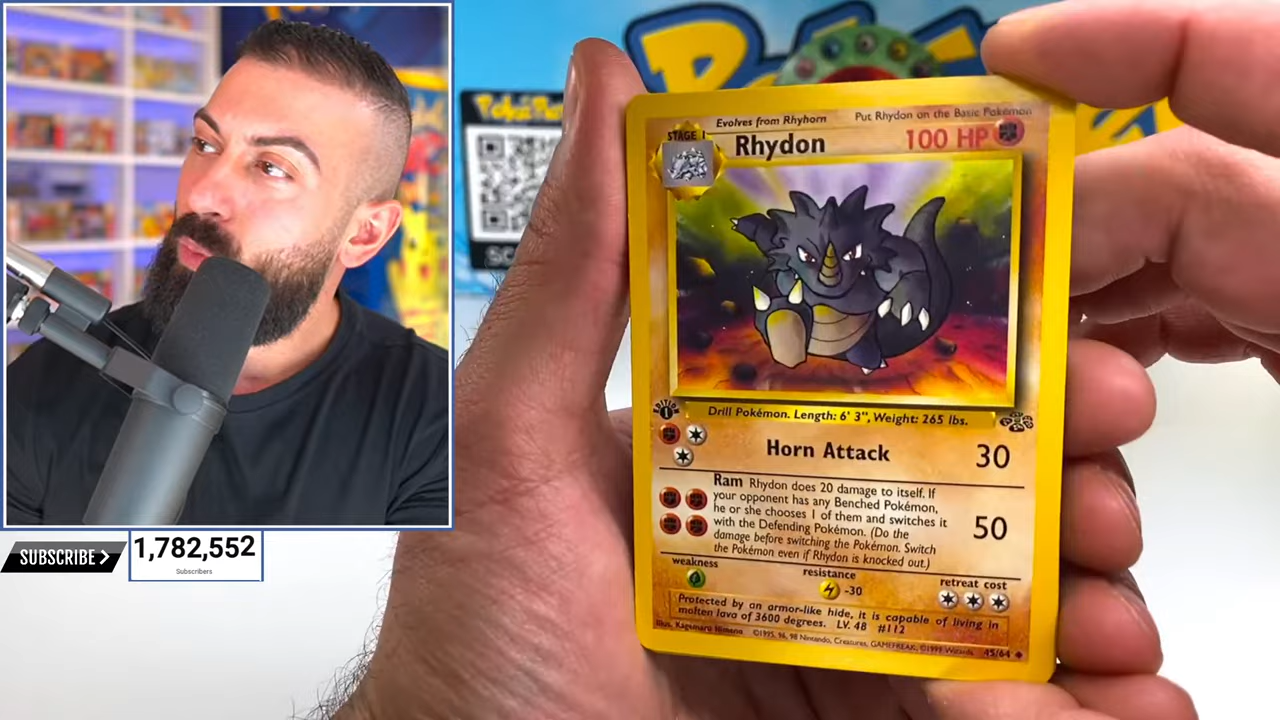 SUBSCRIBE
1,782,552
Subscribers
Evolves from Rhyhorn
Put Rhydon on the Basic Pokémon
STAGE 1
Rhydon
100 HP
EDITION
1
Drill Pokémon. Length: 6' 3", Weight: 265 lbs.
Horn Attack
30
Ram Rhydon does 20 damage to itself. If
your opponent has any Benched Pokémon,
he or she chooses 1 of them and switches it
with the Defending Pokémon. (Do the
damage before switching the Pokémon. Switch
the Pokémon even if Rhydon is knocked out.)
50
weakness
resistance
retreat cost
-30
Protected by an armor-like hide, it is capable of living in
molten lava of 3600 degrees. LV. 48 #112
Illus. Kagemaru Himeno
©1995, 96, 98 Nintendo, Creatures, GAMEFREAK. ©1999 Wizards.
45/64